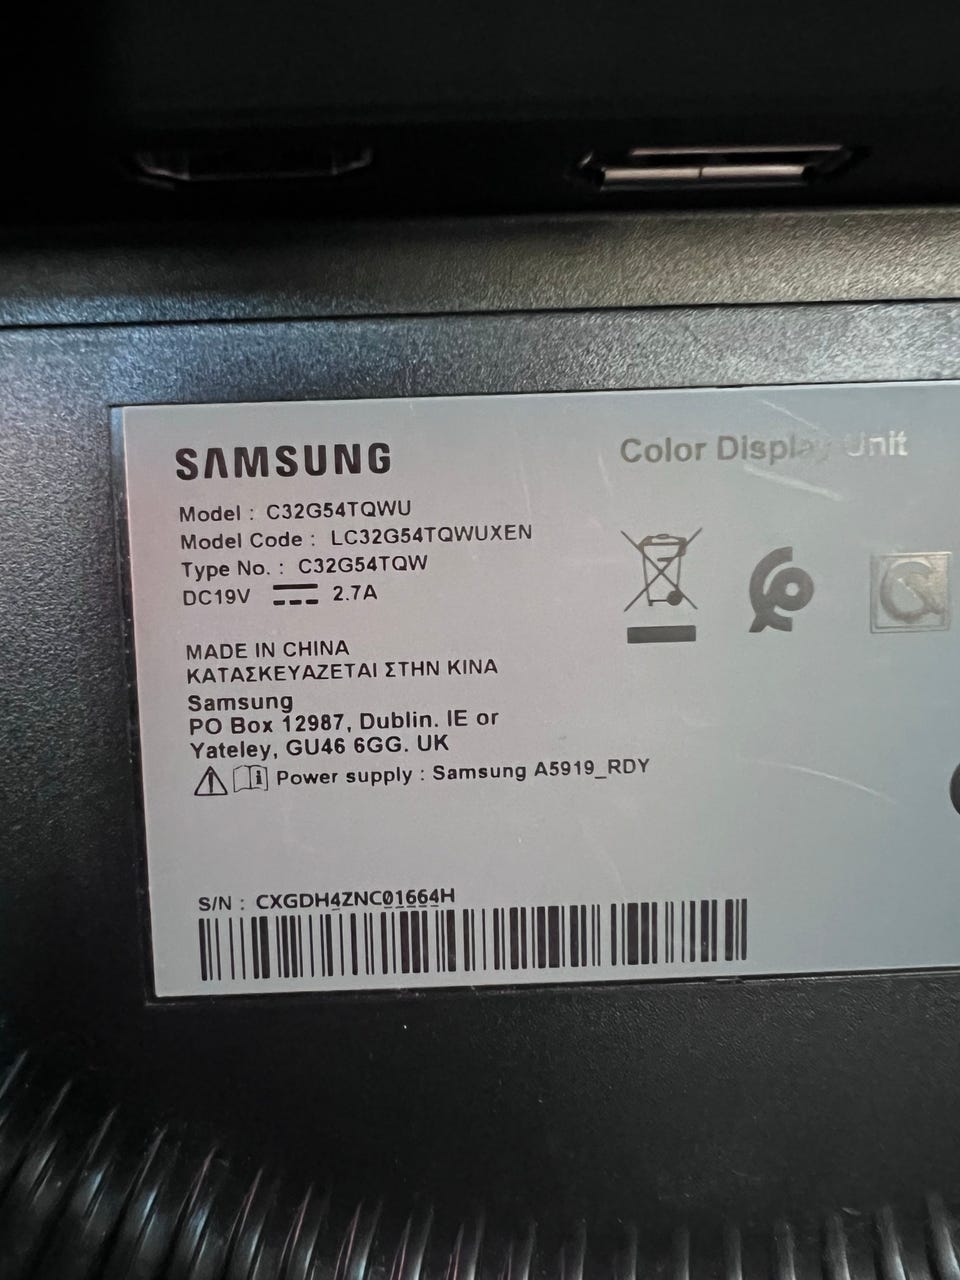 SAMSUNG
Color Display Unit
Model : C32G54TQWU
Model Code : LC32G54TQWUXEN
Type No. : C32G54TQW
DC19V 2.7A
MADE IN CHINA
ΚΑΤΑΣΚΕΥΑΖΕΤΑΙ ΣΤΗΝ ΚΙΝΑ
Samsung
PO Box 12987, Dublin. IE or
Yateley, GU46 6GG. UK
Power supply : Samsung A5919_RDY
S/N : CXGDH4ZNC01664H